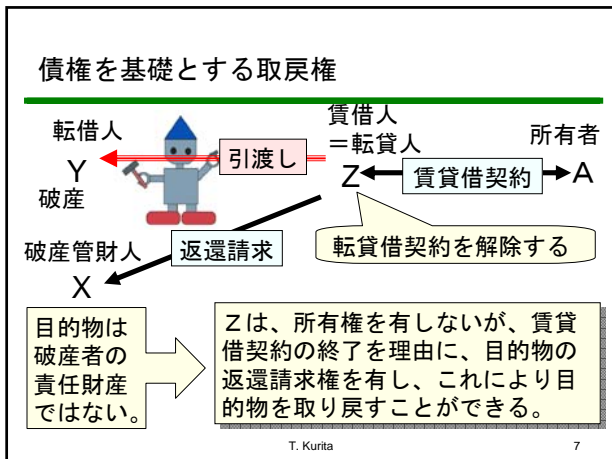 債権を基礎とする取戻権
転借人
Y
破産
引渡し
賃借人
＝転貸人
Z
賃貸借契約
所有者
A
転貸借契約を解除する
返還請求
破産管財人
X
目的物は
破産者の
責任財産
ではない。
Ｚは、所有権を有しないが、賃貸
借契約の終了を理由に、目的物の
返還請求権を有し、これにより目
的物を取り戻すことができる。
T. Kurita
7